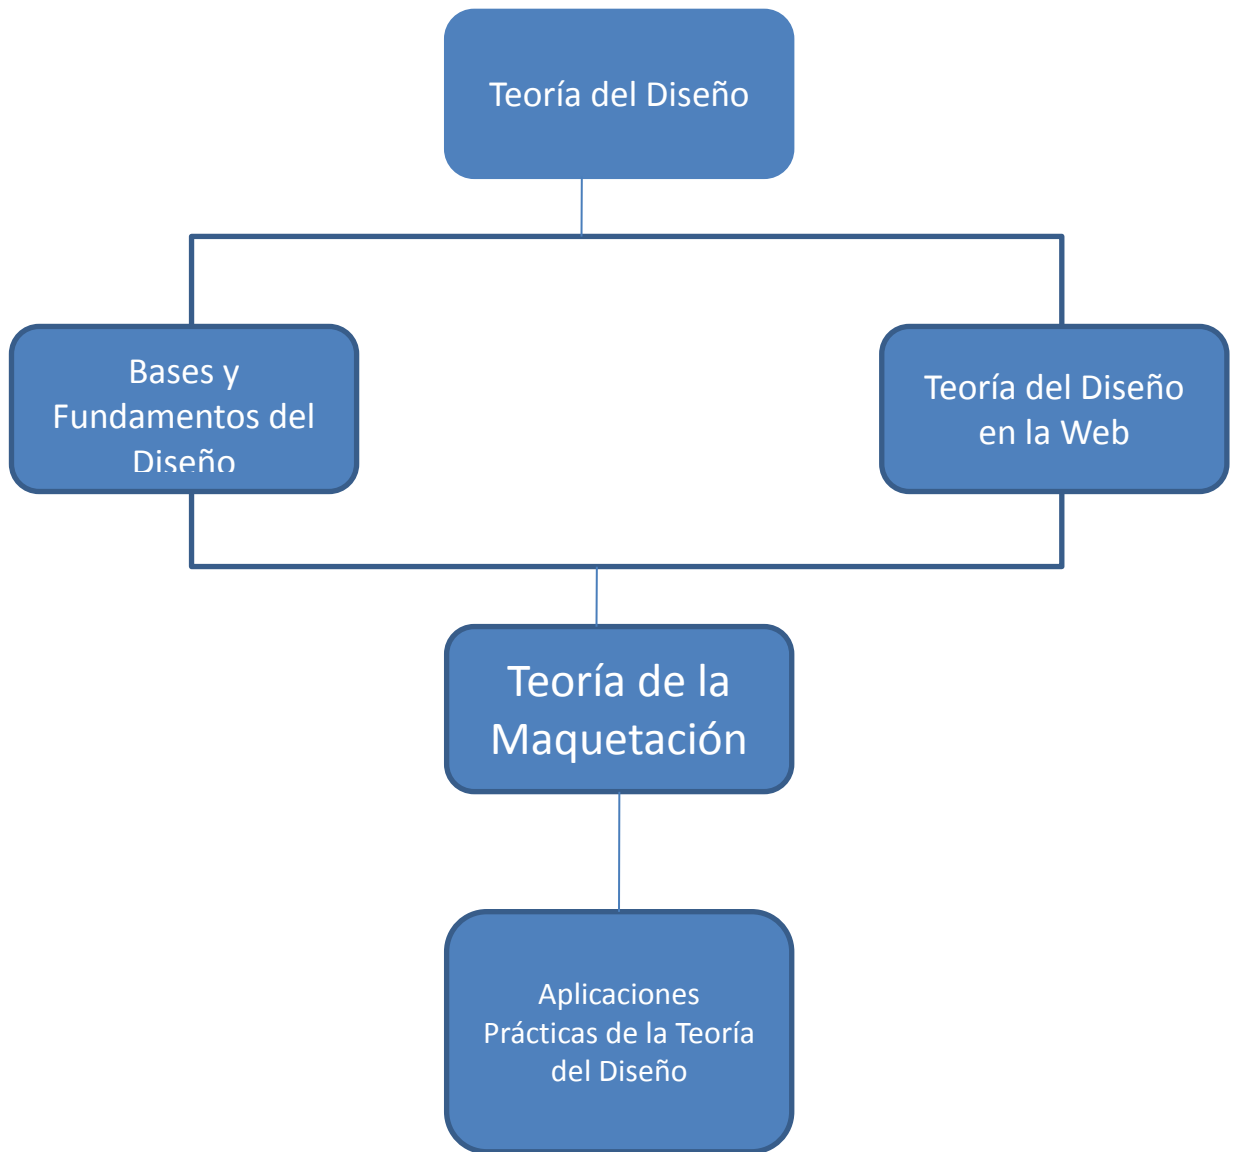 Teoría del Diseño
Bases y
Fundamentos del
Diseño
Teoría del Diseño
en la Web
Teoría de la
Maquetación
Aplicaciones
Prácticas de la Teoría
del Diseño